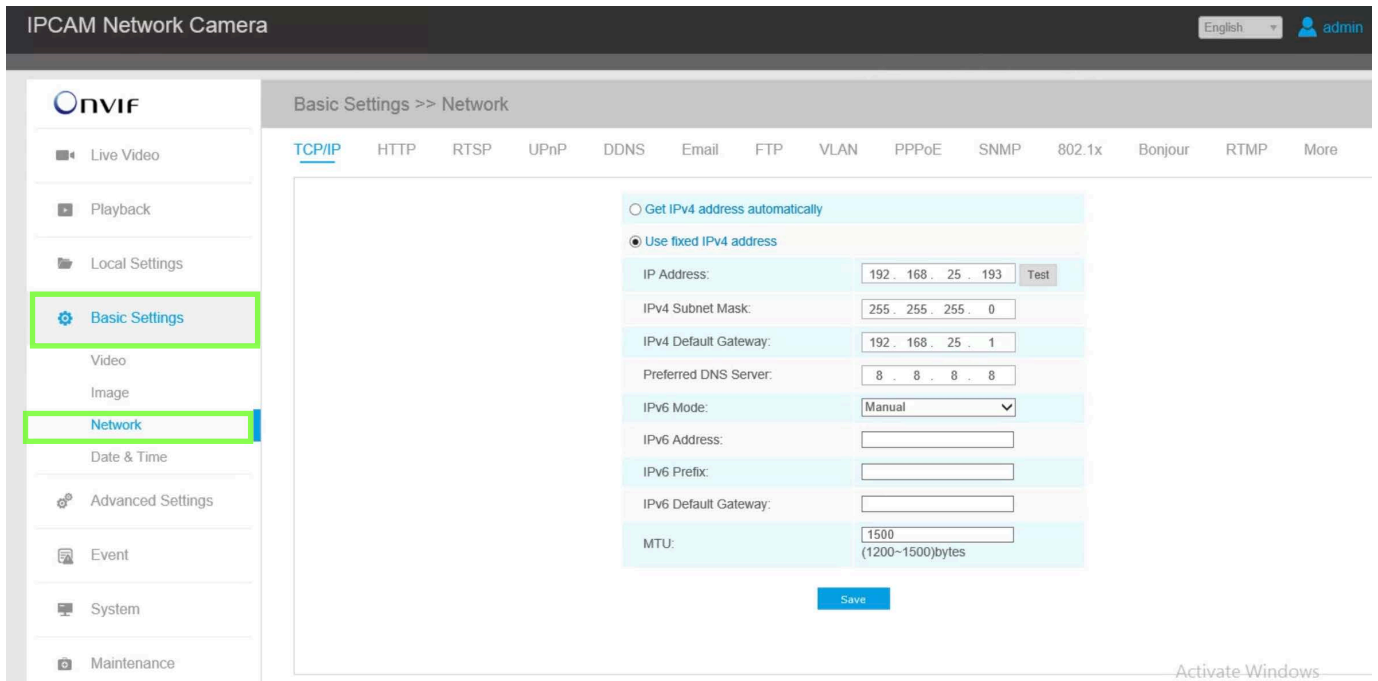 IPCAM Network Camera
English
admin
Onvif
Basic Settings >> Network
Live Video
Playback
Local Settings
Basic Settings
Video
Image
Network
Date & Time
Advanced Settings
Event
System
Maintenance
TCP/IP HTTP RTSP UPnP DDNS Email FTP VLAN PPPoE SNMP 802.1x Bonjour RTMP More
Get IPv4 address automatically
Use fixed IPv4 address
IP Address: 192 . 168 . 25 . 193 Test
IPv4 Subnet Mask: 255 . 255 . 255 . 0
IPv4 Default Gateway: 192 . 168 . 25 . 1
Preferred DNS Server: 8 . 8 . 8 . 8
IPv6 Mode: Manual
IPv6 Address:
IPv6 Prefix:
IPv6 Default Gateway:
MTU: 1500
(1200~1500)bytes
Save
Activate Windows